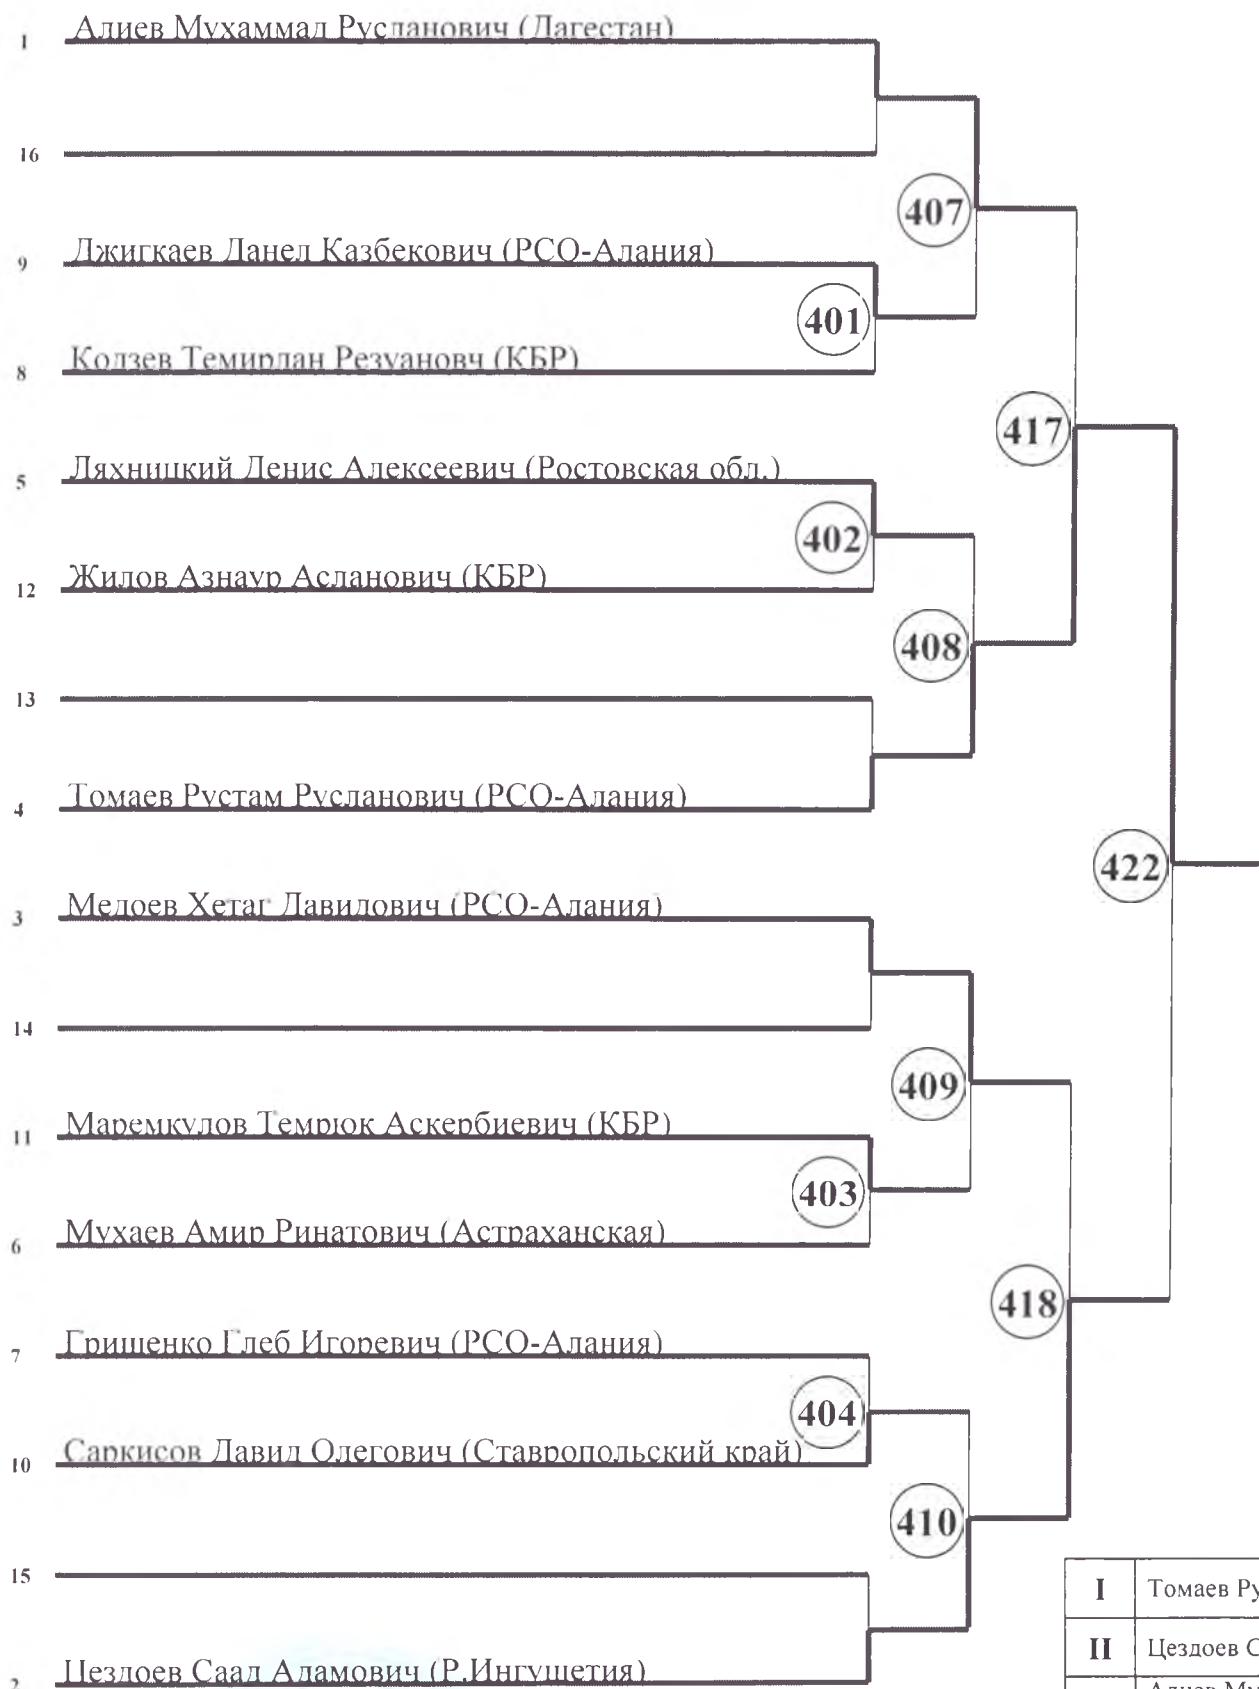 1 Алиев Мухаммад Русланович (Дагестан)
16
407
9 Джигкаев Данел Казбекович (РСО-Алания)
401
8 Кодзев Темирлан Резуановч (КБР)
417
5 Ляхницкий Денис Алексеевич (Ростовская обл.)
402
12 Жилов Азнаур Асланович (КБР)
408
13
4 Томаев Рустам Русланович (РСО-Алания)
422
3 Медоев Хетаг Давидович (РСО-Алания)
14
409
11 Маремкулов Темрюк Аскербиевич (КБР)
403
6 Мухаев Амир Ринатович (Астраханская)
418
7 Грищенко Глеб Игоревич (РСО-Алания)
404
10 Саркисов Давид Олегович (Ставропольский край)
410
15
I Томаев Ру
II Цездоев С
2 Цездоев Саад Адамович (Р.Ингушетия)
Алиев Му